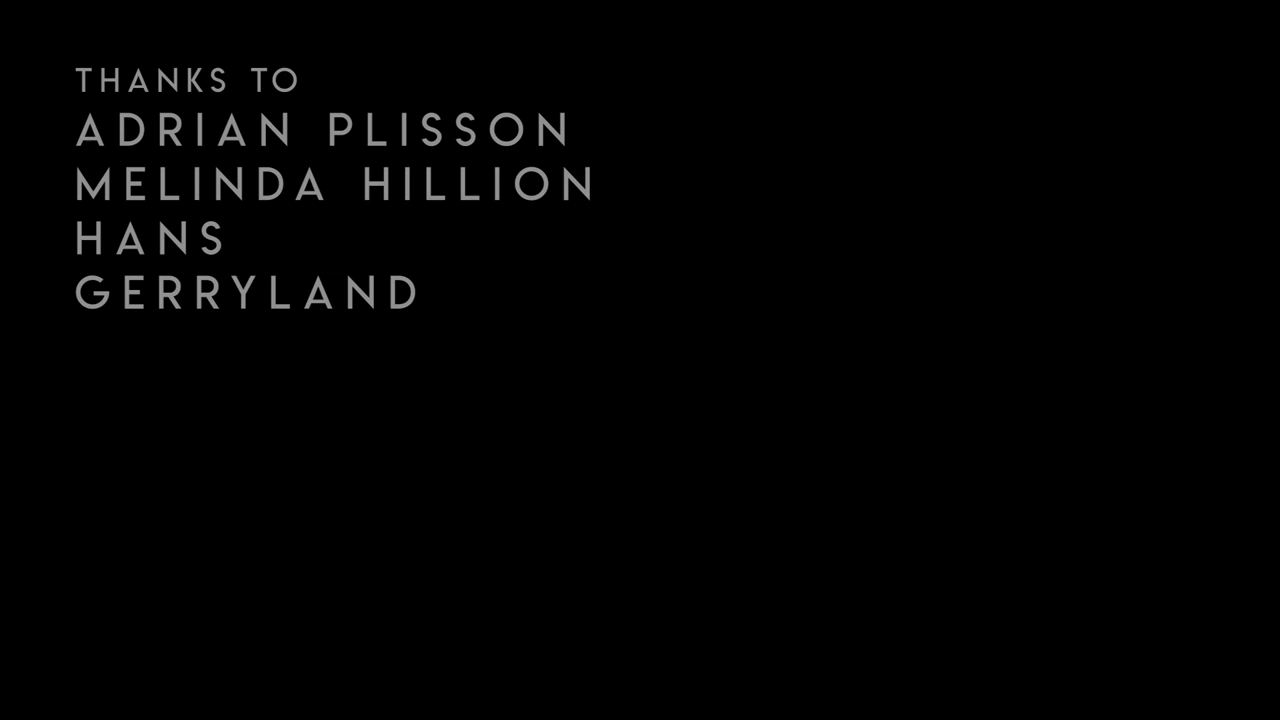 THANKS TO
ADRIAN PLISSON
MELINDA HILLION
HANS
GERRYLAND